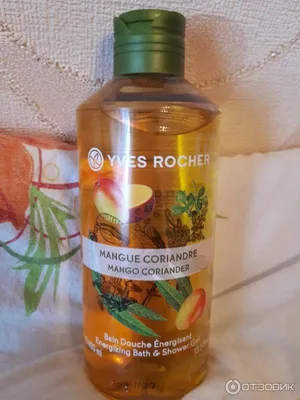 YVES ROCHER
MANGUE CORIANDRE
MANGO CORIANDER
Bain Douche Énergisant
Energizing Bath & Shower Gel
ОТЗОВИК